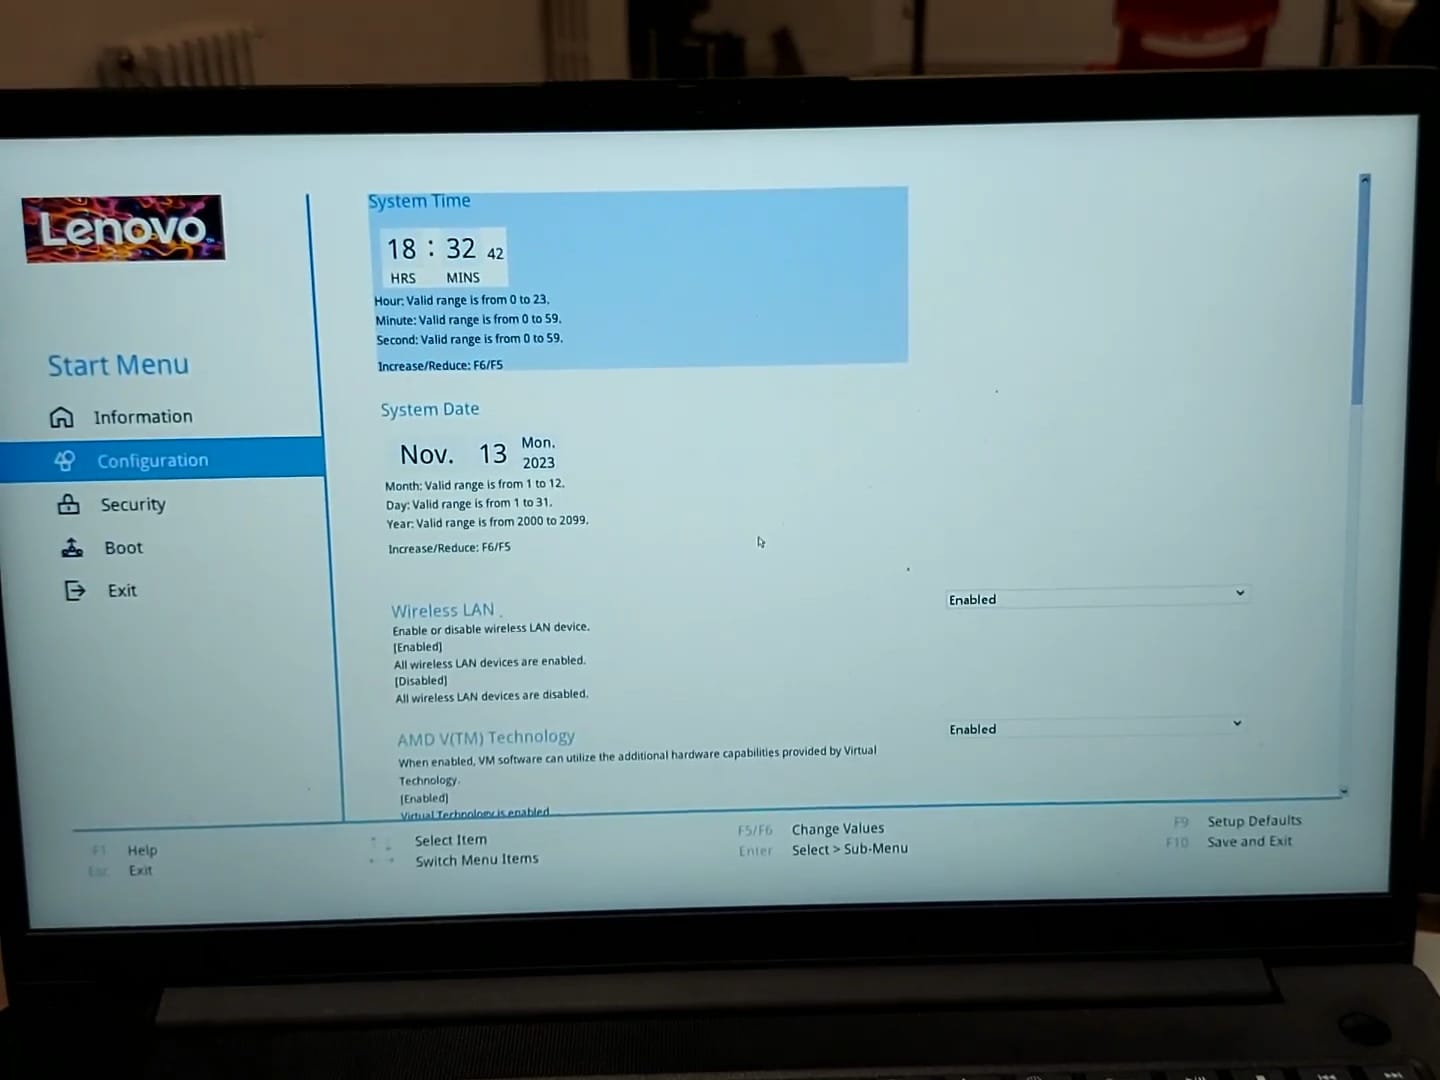 Lenovo
Start Menu
Information
Configuration
Security
Boot
Exit
System Time
18 : 32 42
HRS MINS
Hour: Valid range is from 0 to 23.
Minute: Valid range is from 0 to 59.
Second: Valid range is from 0 to 59.
Increase/Reduce: F6/F5
System Date
Nov. 13 Mon.
2023
Month: Valid range is from 1 to 12.
Day: Valid range is from 1 to 31.
Year: Valid range is from 2000 to 2099.
Increase/Reduce: F6/F5
Wireless LAN
Enabled
Enable or disable wireless LAN device.
[Enabled]
All wireless LAN devices are enabled.
[Disabled]
All wireless LAN devices are disabled.
AMD V(TM) Technology
Enabled
When enabled, VM software can utilize the additional hardware capabilities provided by Virtual
Technology.
[Enabled]
Virtual Technology is enabled
F1 Help
Esc Exit
Select Item
Switch Menu Items
F5/F6 Change Values
Enter Select > Sub-Menu
F9 Setup Defaults
F10 Save and Exit